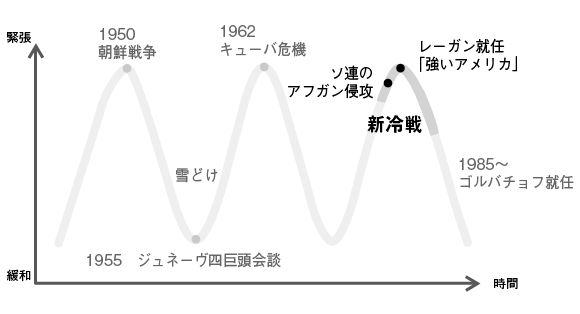 緊張
1950
朝鮮戦争
1962
キューバ危機
レーガン就任
「強いアメリカ」
ソ連の
アフガン侵攻
新冷戦
雪どけ
1985〜
ゴルバチョフ就任
1955　ジュネーヴ四巨頭会談
緩和
時間